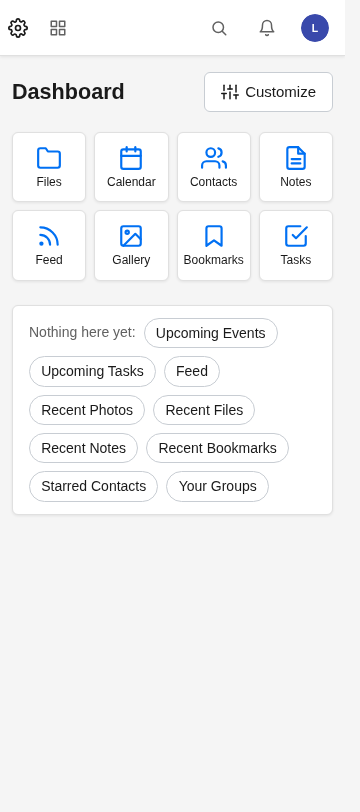 L
Dashboard
Customize
Files
Calendar
Contacts
Notes
Feed
Gallery
Bookmarks
Tasks
Nothing here yet: Upcoming Events
Upcoming Tasks Feed
Recent Photos Recent Files
Recent Notes Recent Bookmarks
Starred Contacts Your Groups